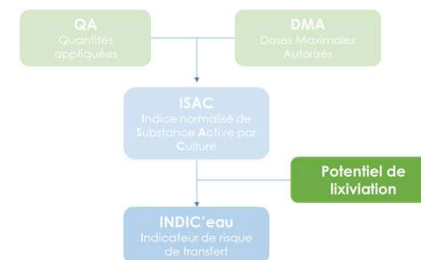 QA
Quantités
appliquées
DMA
Doses Maximales
Autorisés
ISAC
Indice normalisé de
Substance Active par
Culture
Potentiel de
lixiviation
INDIC'eau
Indicateur de risque
de transfert